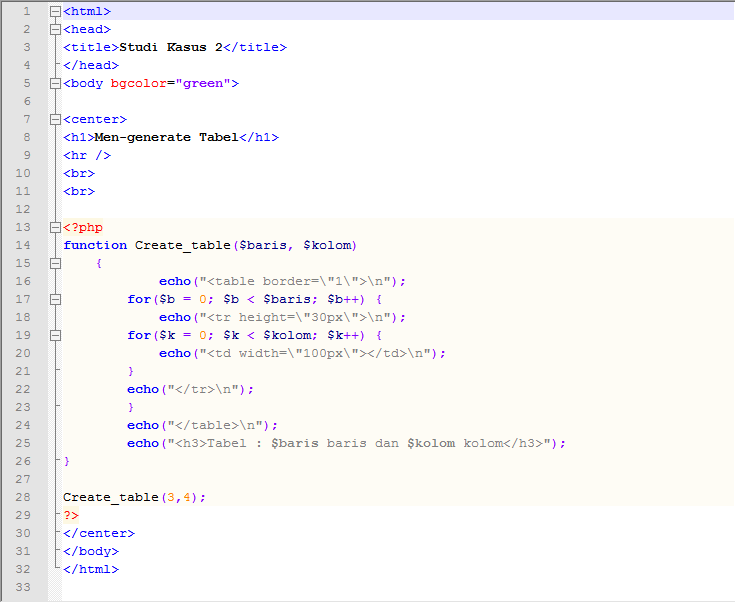 1 <html>
2 <head>
3 <title>Studi Kasus 2</title>
4 </head>
5 <body bgcolor="green">
6
7 <center>
8 <h1>Men-generate Tabel</h1>
9 <hr />
10 <br>
11 <br>
12
13 <?php
14 function Create_table($baris, $kolom)
15     {
16             echo("<table border=\"1\">\n");
17         for($b = 0; $b < $baris; $b++) {
18             echo("<tr height=\"30px\">\n");
19         for($k = 0; $k < $kolom; $k++) {
20             echo("<td width=\"100px\"></td>\n");
21         }
22         echo("</tr>\n");
23         }
24         echo("</table>\n");
25         echo("<h3>Tabel : $baris baris dan $kolom kolom</h3>");
26 }
27
28 Create_table(3,4);
29 ?>
30 </center>
31 </body>
32 </html>
33